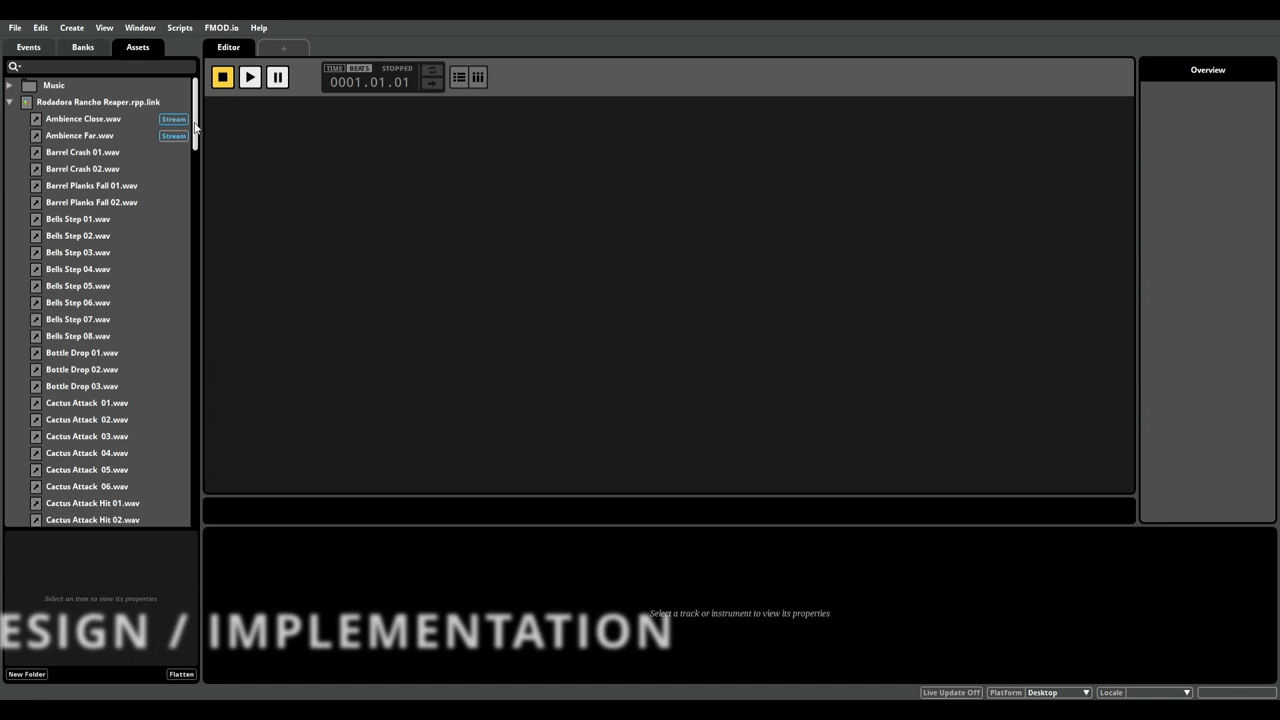 File Edit Create View Window Scripts FMOD.io Help
Events Banks Assets Editor +
TIME BEATS STOPPED
0001.01.01
Overview
Music
Rodadora Rancho Reaper.rpp.link
Ambience Close.wav Stream
Ambience Far.wav Stream
Barrel Crash 01.wav
Barrel Crash 02.wav
Barrel Planks Fall 01.wav
Barrel Planks Fall 02.wav
Bells Step 01.wav
Bells Step 02.wav
Bells Step 03.wav
Bells Step 04.wav
Bells Step 05.wav
Bells Step 06.wav
Bells Step 07.wav
Bells Step 08.wav
Bottle Drop 01.wav
Bottle Drop 02.wav
Bottle Drop 03.wav
Cactus Attack  01.wav
Cactus Attack  02.wav
Cactus Attack  03.wav
Cactus Attack  04.wav
Cactus Attack  05.wav
Cactus Attack  06.wav
Cactus Attack Hit 01.wav
Cactus Attack Hit 02.wav
Select an item to view its properties
Select a track or instrument to view its properties
ESIGN / IMPLEMENTATION
New Folder Flatten
Live Update Off Platform Desktop Locale